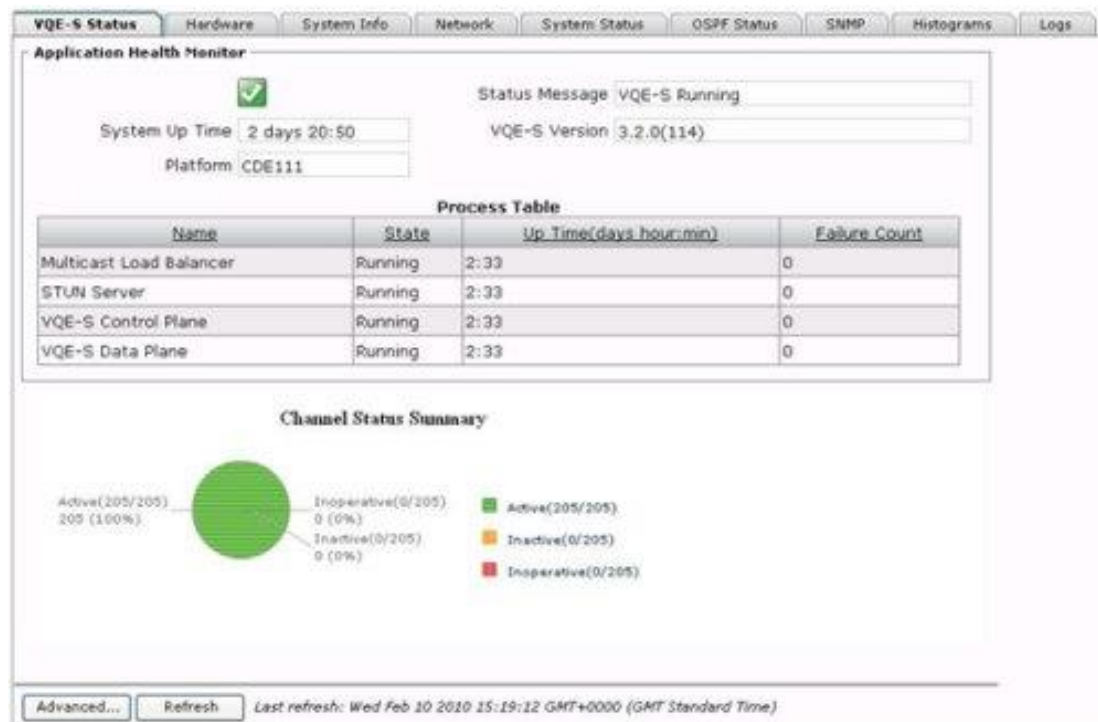 VQE-S Status Hardware System Info Network System Status OSPF Status SNMP Histograms Logs
Application Health Monitor
Status Message VQE-S Running
System Up Time 2 days 20:50 VQE-S Version 3.2.0(114)
Platform CDE111
Process Table
Name State Up Time(days hour:min) Failure Count
Multicast Load Balancer Running 2:33 0
STUN Server Running 2:33 0
VQE-S Control Plane Running 2:33 0
VQE-S Data Plane Running 2:33 0
Channel Status Summary
Active(205/205)
205 (100%)
Inoperative(0/205)
0 (0%)
Inactive(0/205)
0 (0%)
Active(205/205)
Inactive(0/205)
Inoperative(0/205)
Advanced... Refresh Last refresh: Wed Feb 10 2010 15:19:12 GMT+0000 (GMT Standard Time)